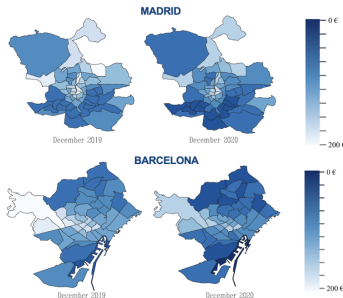 MADRID
0 €
200 €
December 2019
December 2020
BARCELONA
0 €
200 €
December 2019
December 2020